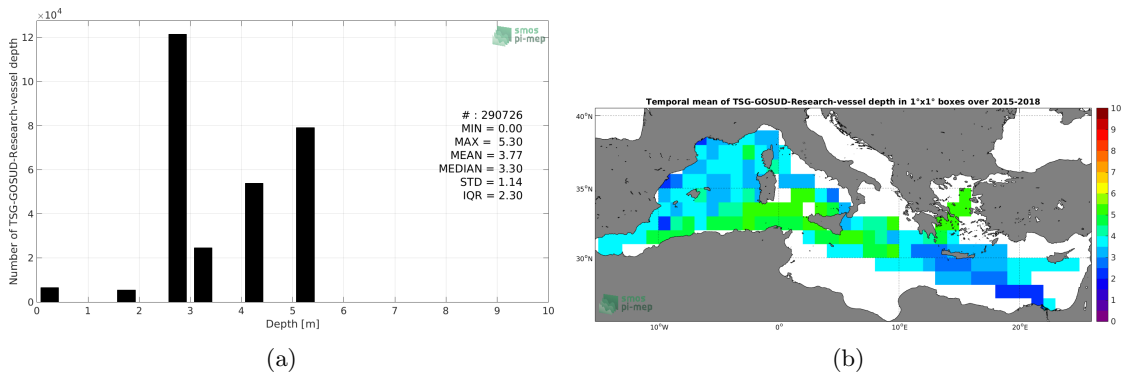 ×10⁴
12
10
8
6
4
2
0
Number of TSG-GOSUD-Research-vessel depth
smos
pi-mep
# : 290726
MIN = 0.00
MAX = 5.30
MEAN = 3.77
MEDIAN = 3.30
STD = 1.14
IQR = 2.30
0 1 2 3 4 5 6 7 8 9 10
Depth [m]
(a)
Temporal mean of TSG-GOSUD-Research-vessel depth in 1°x1° boxes over 2015-2018
40°N
35°N
30°N
smos
pi-mep
10°W 0° 10°E 20°E
10
9
8
7
6
5
4
3
2
1
0
(b)